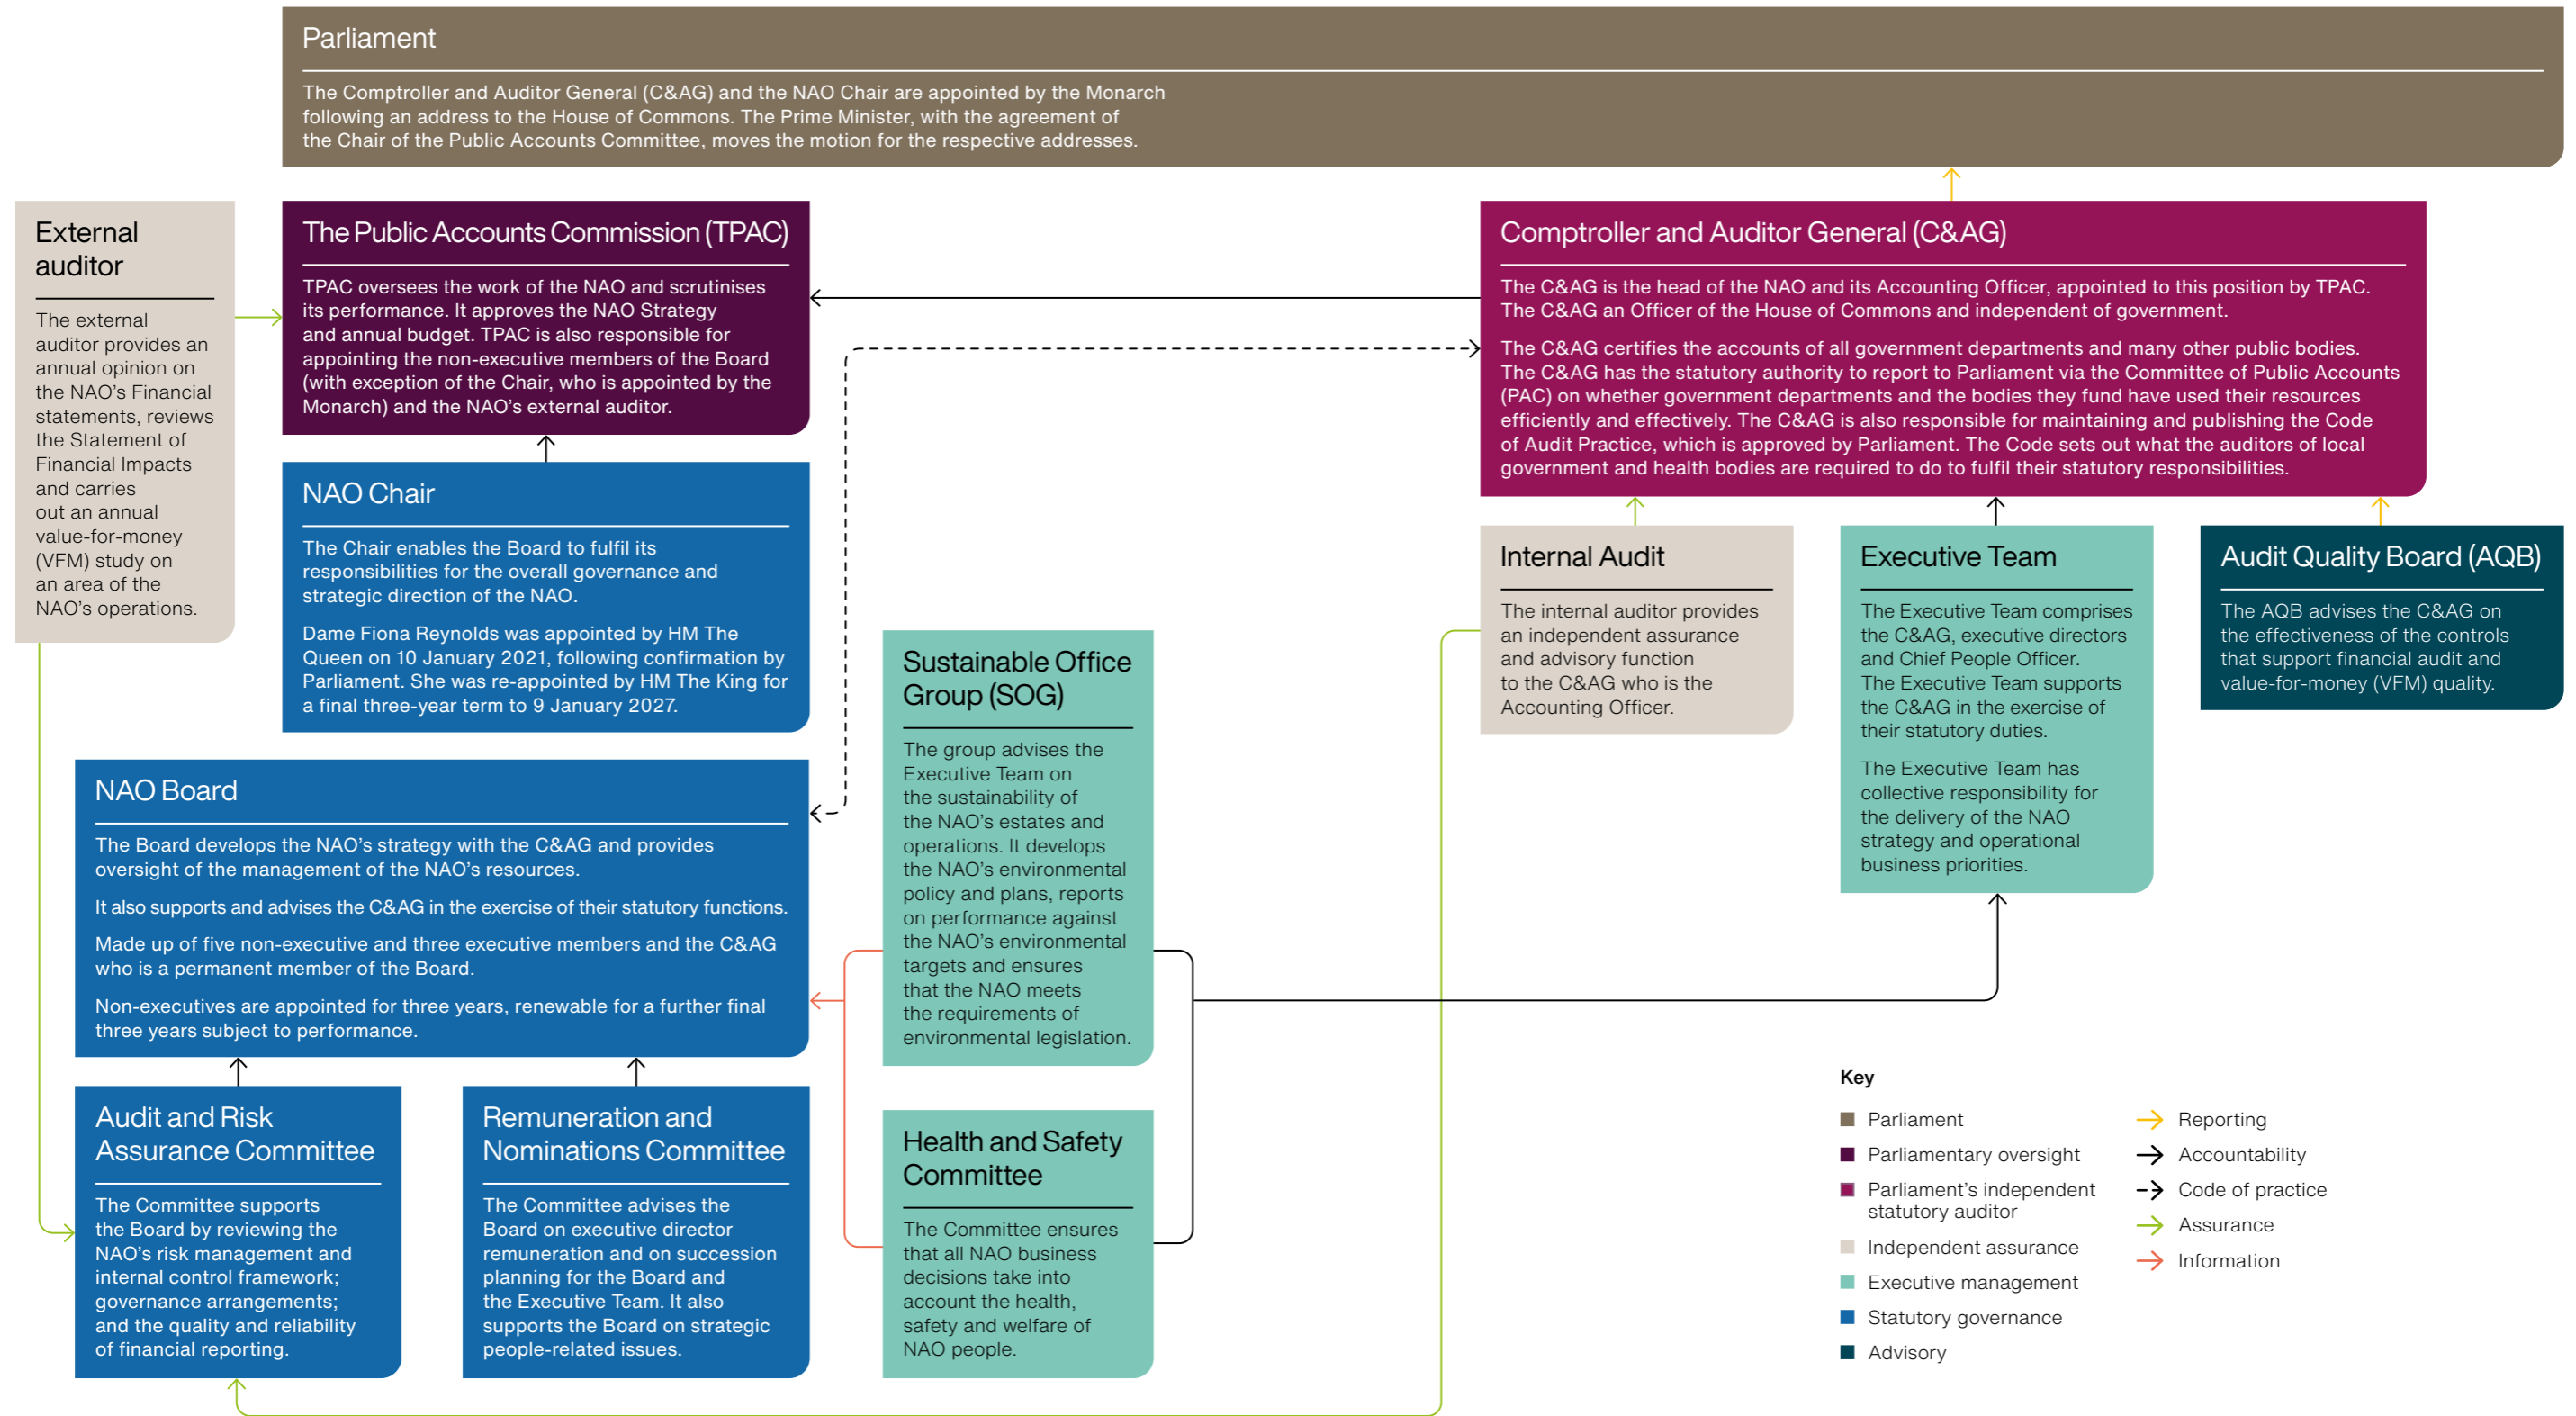 Parliament
The Comptroller and Auditor General (C&AG) and the NAO Chair are appointed by the Monarch
following an address to the House of Commons. The Prime Minister, with the agreement of
the Chair of the Public Accounts Committee, moves the motion for the respective addresses.
External
auditor
The external
auditor provides an
annual opinion on
the NAO's Financial
statements, reviews
the Statement of
Financial Impacts
and carries
out an annual
value-for-money
(VFM) study on
an area of the
NAO's operations.
The Public Accounts Commission (TPAC)
TPAC oversees the work of the NAO and scrutinises
its performance. It approves the NAO Strategy
and annual budget. TPAC is also responsible for
appointing the non-executive members of the Board
(with exception of the Chair, who is appointed by the
Monarch) and the NAO's external auditor.
Comptroller and Auditor General (C&AG)
The C&AG is the head of the NAO and its Accounting Officer, appointed to this position by TPAC.
The C&AG an Officer of the House of Commons and independent of government.
The C&AG certifies the accounts of all government departments and many other public bodies.
The C&AG has the statutory authority to report to Parliament via the Committee of Public Accounts
(PAC) on whether government departments and the bodies they fund have used their resources
efficiently and effectively. The C&AG is also responsible for maintaining and publishing the Code
of Audit Practice, which is approved by Parliament. The Code sets out what the auditors of local
government and health bodies are required to do to fulfil their statutory responsibilities.
NAO Chair
The Chair enables the Board to fulfil its
responsibilities for the overall governance and
strategic direction of the NAO.
Dame Fiona Reynolds was appointed by HM The
Queen on 10 January 2021, following confirmation by
Parliament. She was re-appointed by HM The King for
a final three-year term to 9 January 2027.
Internal Audit
The internal auditor provides
an independent assurance
and advisory function
to the C&AG who is the
Accounting Officer.
Executive Team
The Executive Team comprises
the C&AG, executive directors
and Chief People Officer.
The Executive Team supports
the C&AG in the exercise of
their statutory duties.
The Executive Team has
collective responsibility for
the delivery of the NAO
strategy and operational
business priorities.
Audit Quality Board (AQB)
The AQB advises the C&AG on
the effectiveness of the controls
that support financial audit and
value-for-money (VFM) quality.
Sustainable Office
Group (SOG)
The group advises the
Executive Team on
the sustainability of
the NAO's estates and
operations. It develops
the NAO's environmental
policy and plans, reports
on performance against
the NAO's environmental
targets and ensures
that the NAO meets
the requirements of
environmental legislation.
NAO Board
The Board develops the NAO's strategy with the C&AG and provides
oversight of the management of the NAO's resources.
It also supports and advises the C&AG in the exercise of their statutory functions.
Made up of five non-executive and three executive members and the C&AG
who is a permanent member of the Board.
Non-executives are appointed for three years, renewable for a further final
three years subject to performance.
Audit and Risk
Assurance Committee
The Committee supports
the Board by reviewing the
NAO's risk management and
internal control framework;
governance arrangements;
and the quality and reliability
of financial reporting.
Remuneration and
Nominations Committee
The Committee advises the
Board on executive director
remuneration and on succession
planning for the Board and
the Executive Team. It also
supports the Board on strategic
people-related issues.
Health and Safety
Committee
The Committee ensures
that all NAO business
decisions take into
account the health,
safety and welfare of
NAO people.
Key
Parliament
Parliamentary oversight
Parliament's independent
statutory auditor
Independent assurance
Executive management
Statutory governance
Advisory
Reporting
Accountability
Code of practice
Assurance
Information